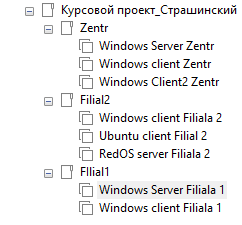 Курсовой проект_Страшинский
Zentr
Windows Server Zentr
Windows client Zentr
Windows Client2 Zentr
Filial2
Windows client Filiala 2
Ubuntu client Filial 2
RedOS server Filiala 2
FIlial1
Windows Server Filiala 1
Windows client Filiala 1